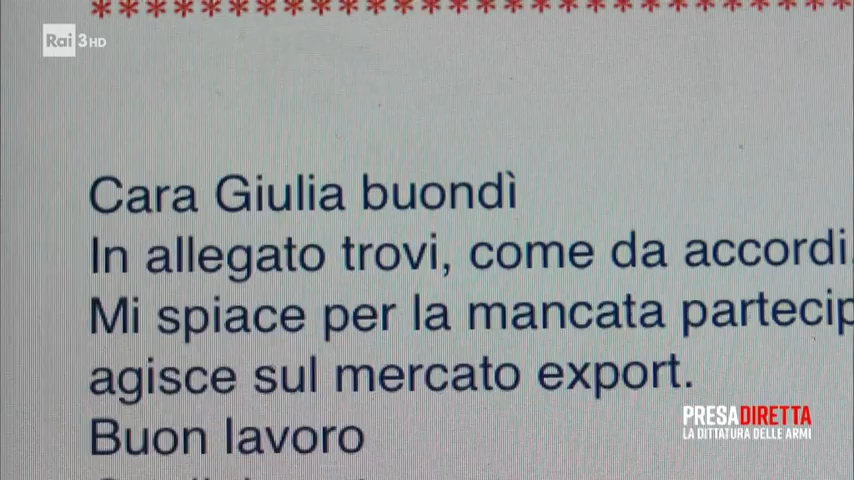 ********************************
Rai 3 HD
Cara Giulia buondì
In allegato trovi, come da accordi
Mi spiace per la mancata partecip
agisce sul mercato export.
Buon lavoro
PRESADIRETTA
LA DITTATURA DELLE ARMI